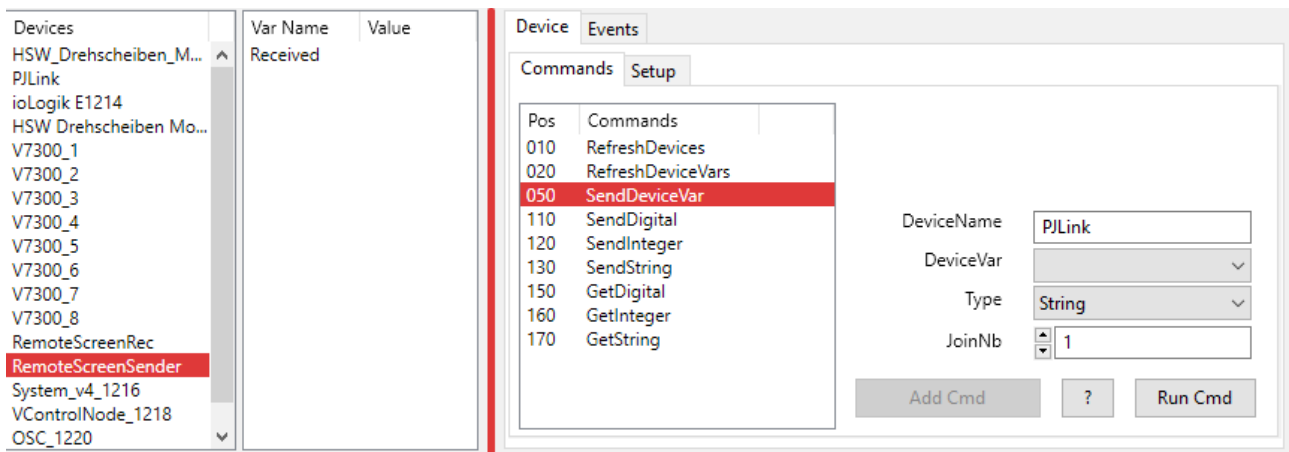 Devices
HSW_Drehscheiben_M...
PJLink
ioLogik E1214
HSW Drehscheiben Mo...
V7300_1
V7300_2
V7300_3
V7300_4
V7300_5
V7300_6
V7300_7
V7300_8
RemoteScreenRec
RemoteScreenSender
System_v4_1216
VControlNode_1218
OSC_1220
Var Name Value
Received
Device Events
Commands Setup
Pos Commands
010 RefreshDevices
020 RefreshDeviceVars
050 SendDeviceVar
110 SendDigital
120 SendInteger
130 SendString
150 GetDigital
160 GetInteger
170 GetString
DeviceName PJLink
DeviceVar
Type String
JoinNb 1
Add Cmd ? Run Cmd